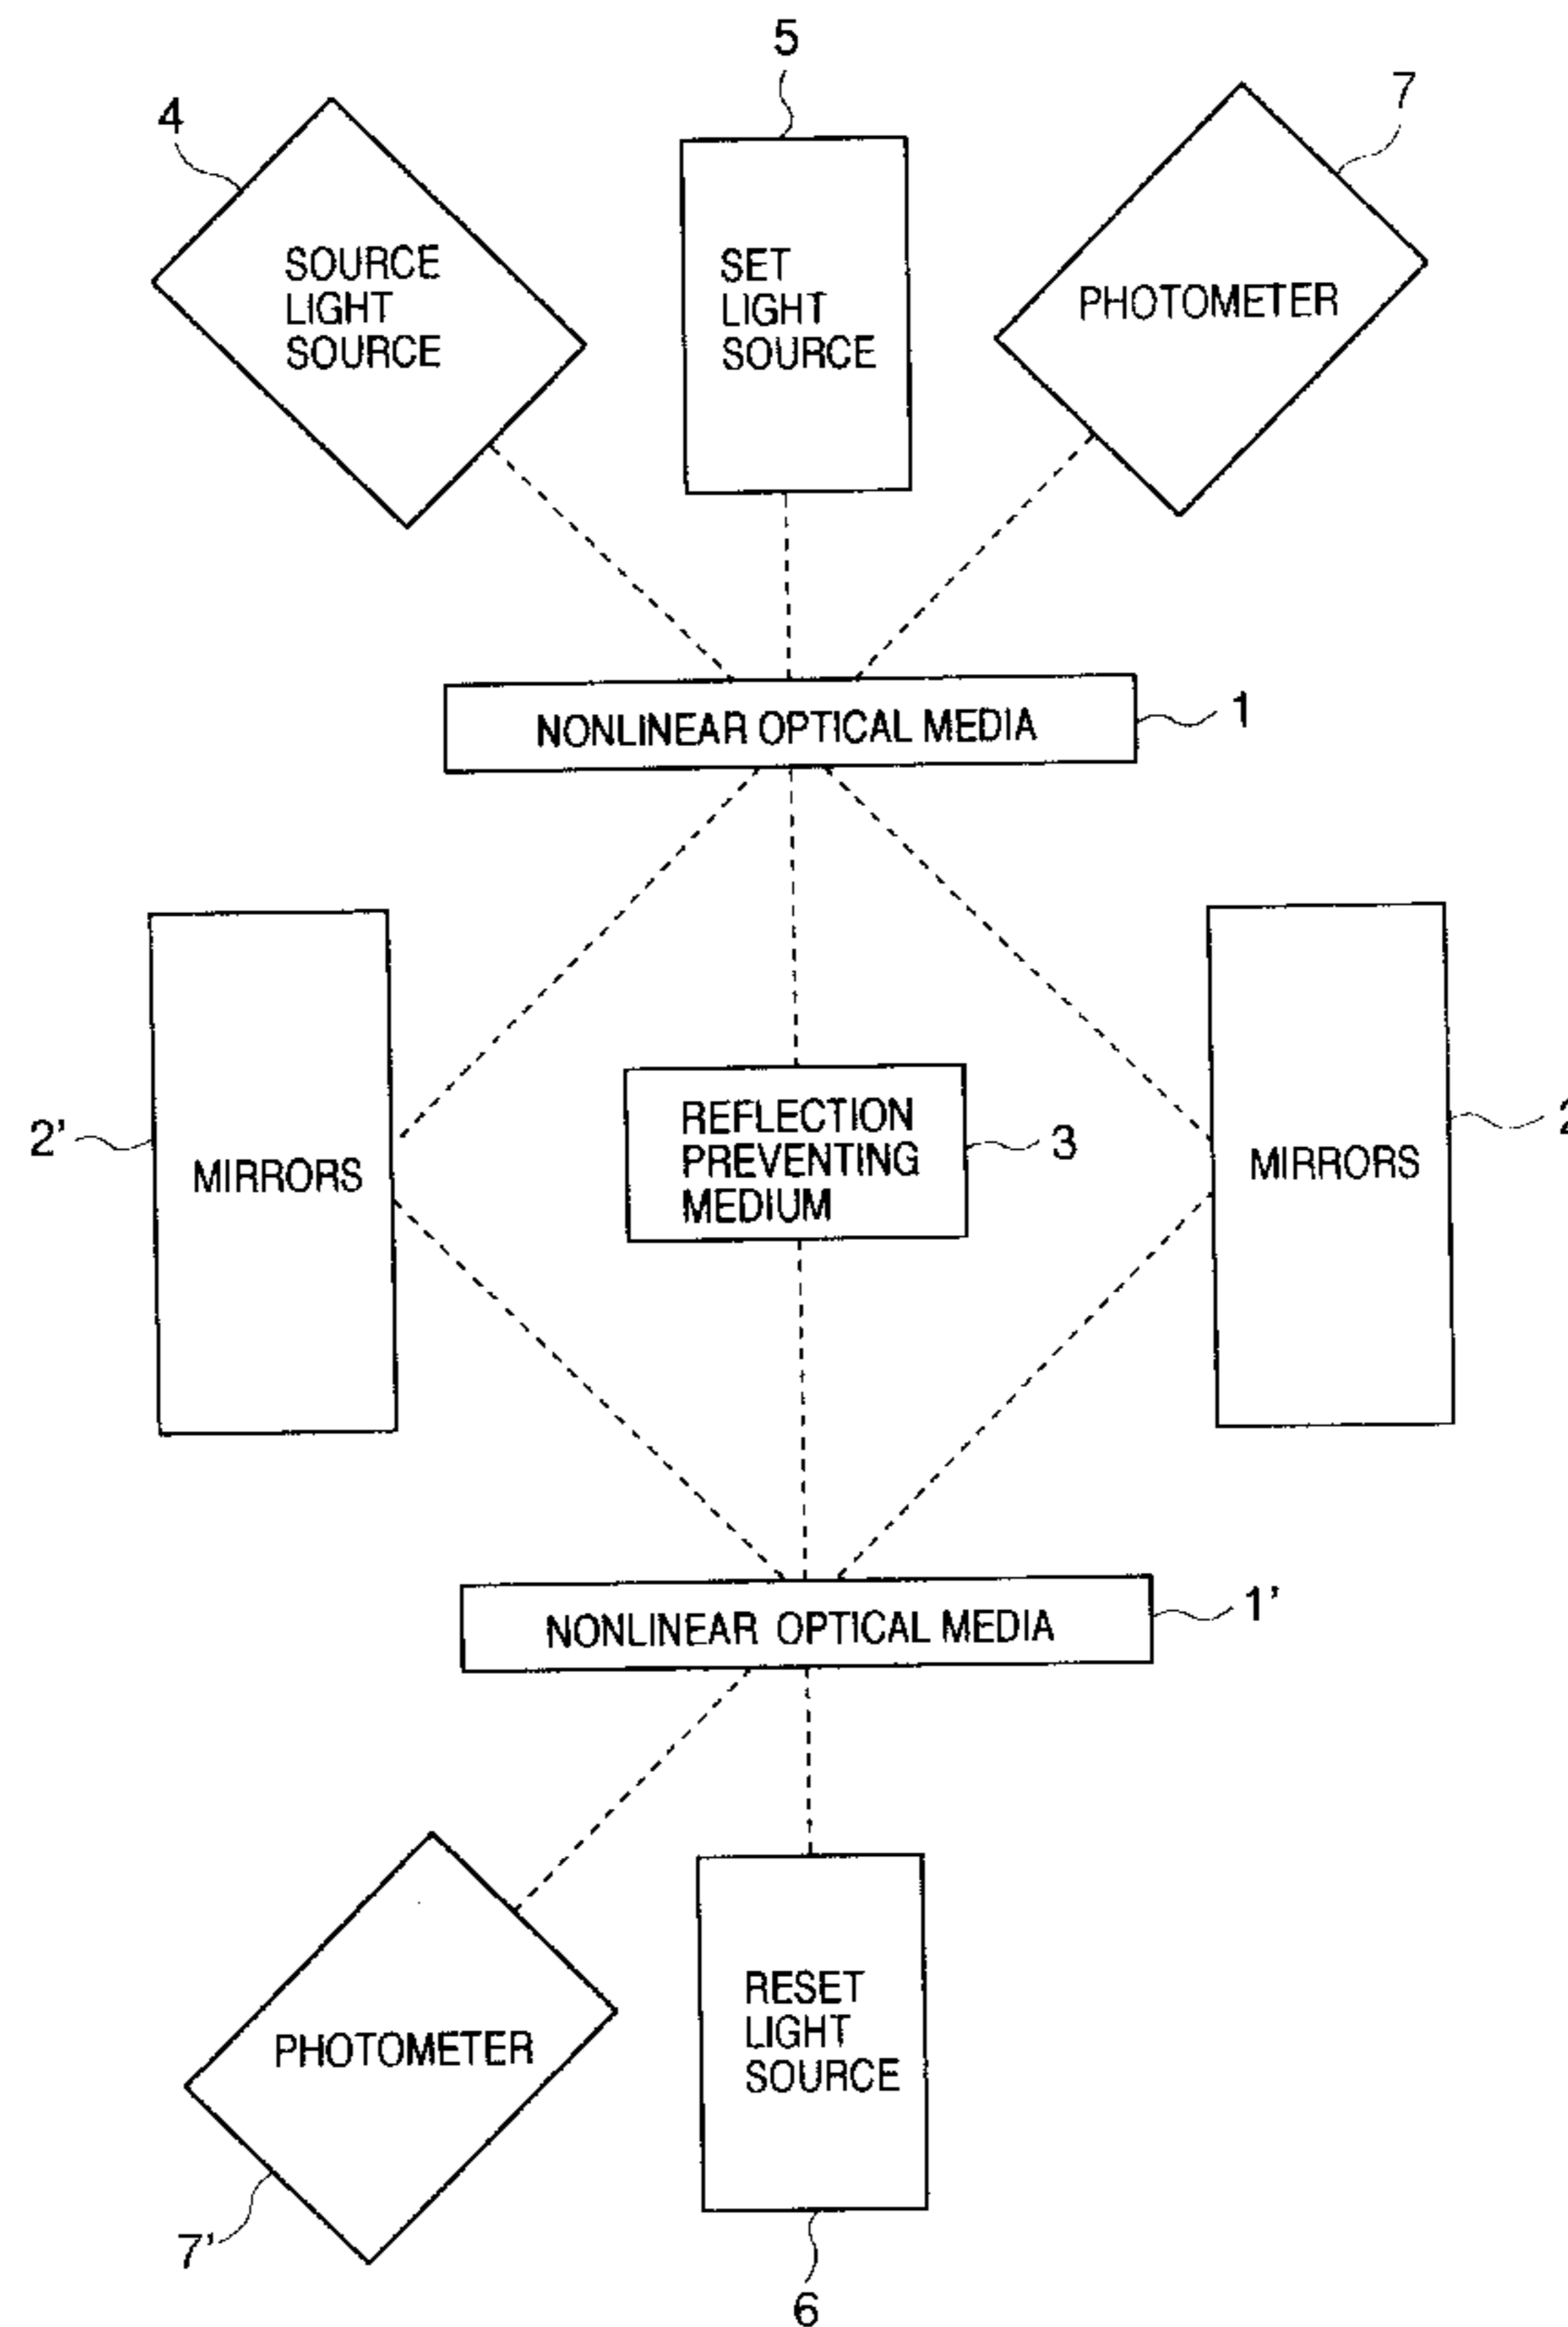 5
4
7
SOURCE
LIGHT
SOURCE
SET
LIGHT
SOURCE
PHOTOMETER
NONLINEAR OPTICAL MEDIA
1
2'
MIRRORS
REFLECTION
PREVENTING
MEDIUM
3
MIRRORS
2
NONLINEAR OPTICAL MEDIA
1'
PHOTOMETER
7'
RESET
LIGHT
SOURCE
6